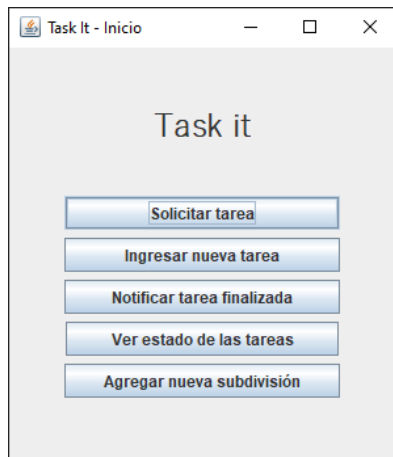 Task It - Inicio
Task it
Solicitar tarea
Ingresar nueva tarea
Notificar tarea finalizada
Ver estado de las tareas
Agregar nueva subdivisión